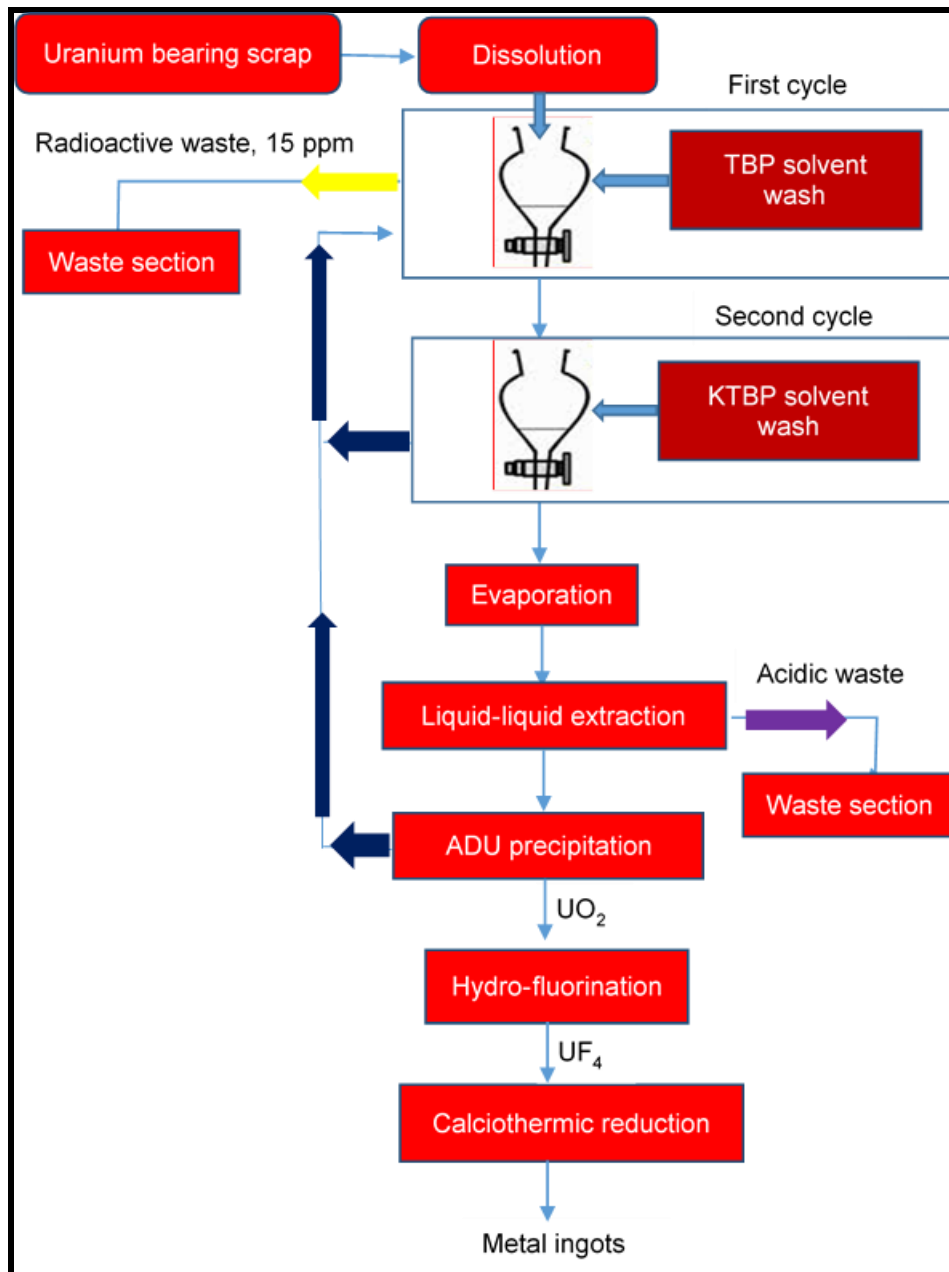 Uranium bearing scrap
Dissolution
First cycle
Radioactive waste, 15 ppm
TBP solvent
wash
Waste section
Second cycle
KTBP solvent
wash
Evaporation
Acidic waste
Liquid-liquid extraction
Waste section
ADU precipitation
UO₂
Hydro-fluorination
UF₄
Calciothermic reduction
Metal ingots